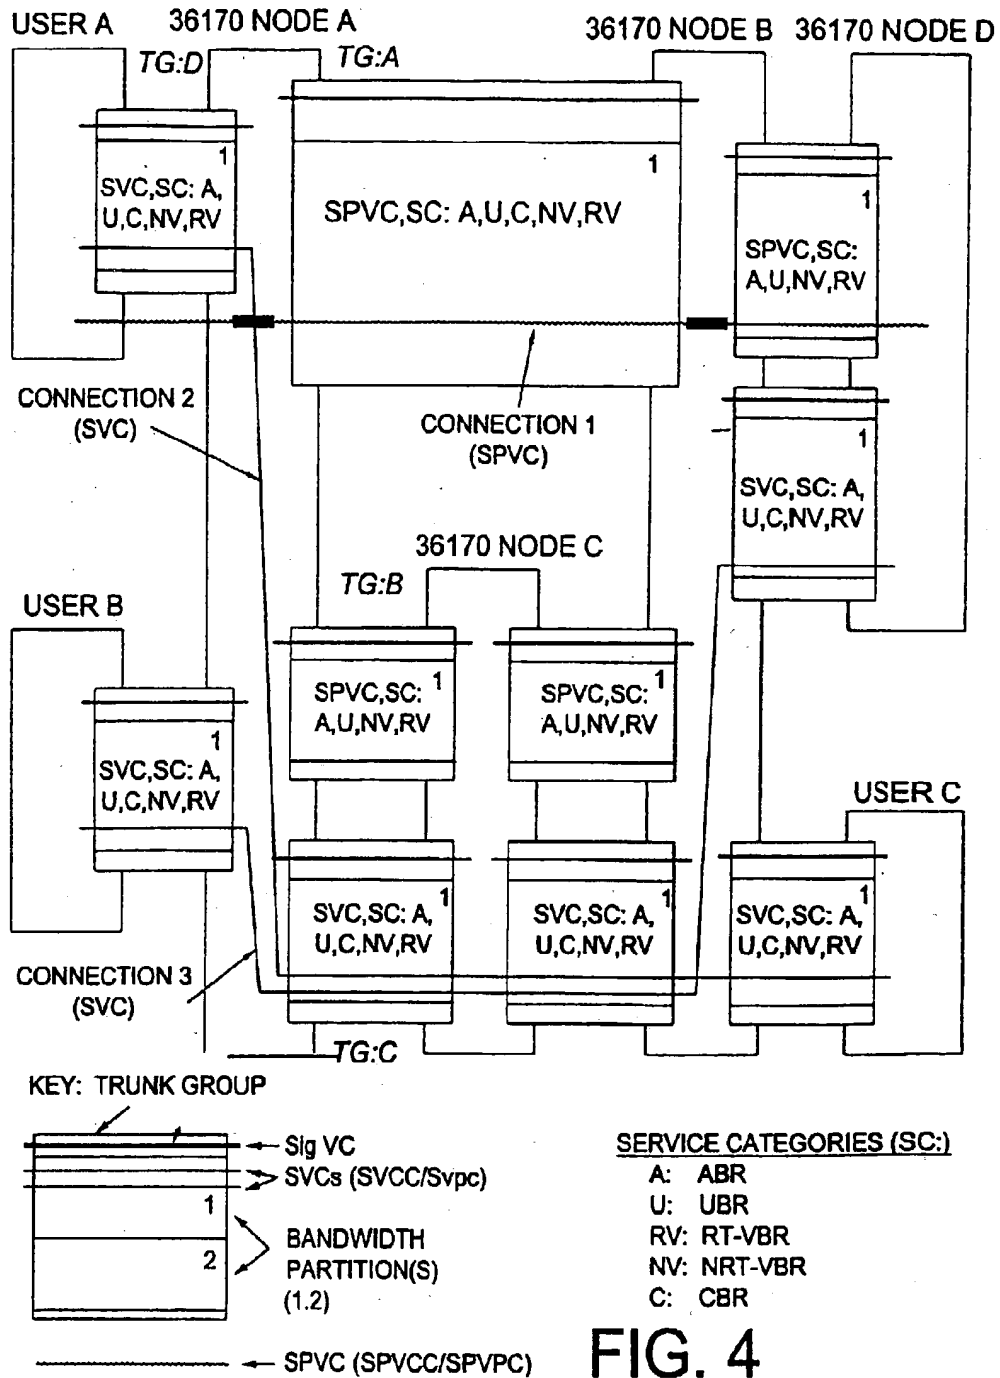 USER A
36170 NODE A
36170 NODE B
36170 NODE D
TG:D
TG:A
1
SVC,SC: A,
U,C,NV,RV
1
SPVC,SC: A,U,C,NV,RV
1
SPVC,SC:
A,U,NV,RV
CONNECTION 2
(SVC)
CONNECTION 1
(SPVC)
1
SVC,SC: A,
U,C,NV,RV
36170 NODE C
TG:B
USER B
1
SPVC,SC:
A,U,NV,RV
1
SPVC,SC:
A,U,NV,RV
1
SVC,SC: A,
U,C,NV,RV
USER C
1
SVC,SC: A,
U,C,NV,RV
1
SVC,SC: A,
U,C,NV,RV
1
SVC,SC: A,
U,C,NV,RV
CONNECTION 3
(SVC)
TG:C
KEY: TRUNK GROUP
Sig VC
SVCs (SVCC/Svpc)
1
2
BANDWIDTH
PARTITION(S)
(1.2)
SPVC (SPVCC/SPVPC)
SERVICE CATEGORIES (SC:)
A: ABR
U: UBR
RV: RT-VBR
NV: NRT-VBR
C: CBR
FIG. 4